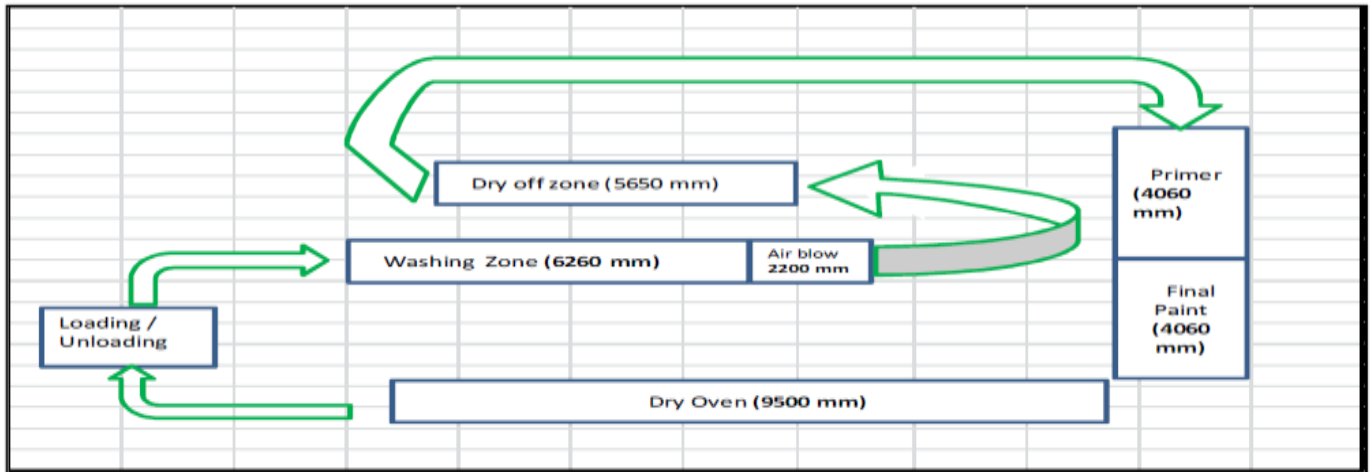 Dry off zone (5650 mm)
Primer
(4060
mm)
Washing Zone (6260 mm)
Air blow
2200 mm
Loading /
Unloading
Final
Paint
(4060
mm)
Dry Oven (9500 mm)